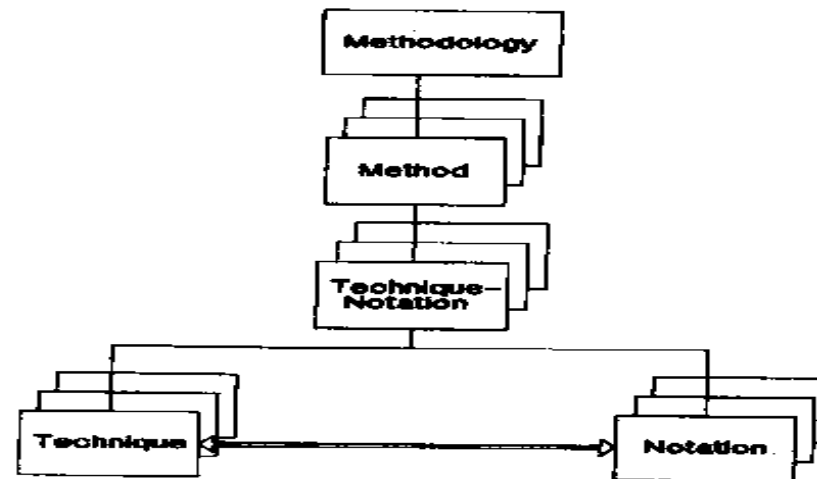 Methodology
Method
Technique-
Notation
Technique
Notation